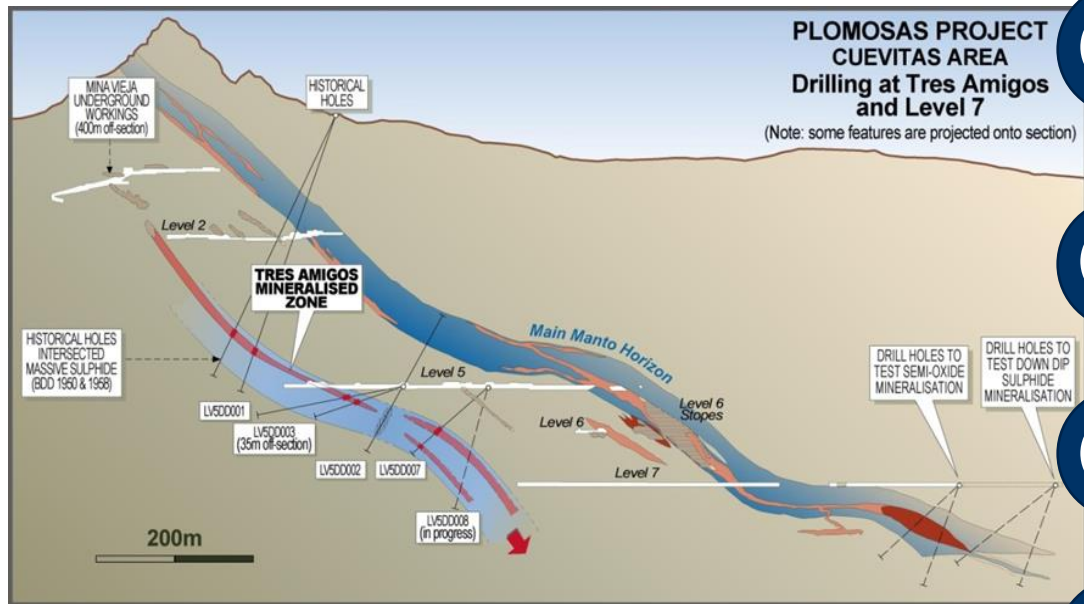 PLOMOSAS PROJECT
CUEVITAS AREA
Drilling at Tres Amigos
and Level 7
(Note: some features are projected onto section)
MINA VIEJA
UNDERGROUND
WORKINGS
(400m off-section)
HISTORICAL
HOLES
Level 2
TRES AMIGOS
MINERALISED
ZONE
HISTORICAL HOLES
INTERSECTED
MASSIVE SULPHIDE
(BDD 1950 & 1958)
Main Manto Horizon
DRILL HOLES TO
TEST SEMI-OXIDE
MINERALISATION
DRILL HOLES TO
TEST DOWN DIP
SULPHIDE
MINERALISATION
Level 5
LV5DD001
LV5DD003
(35m off-section)
LV5DD002
LV5DD007
LV5DD008
(in progress)
Level 6
Stopes
Level 6
Level 7
200m